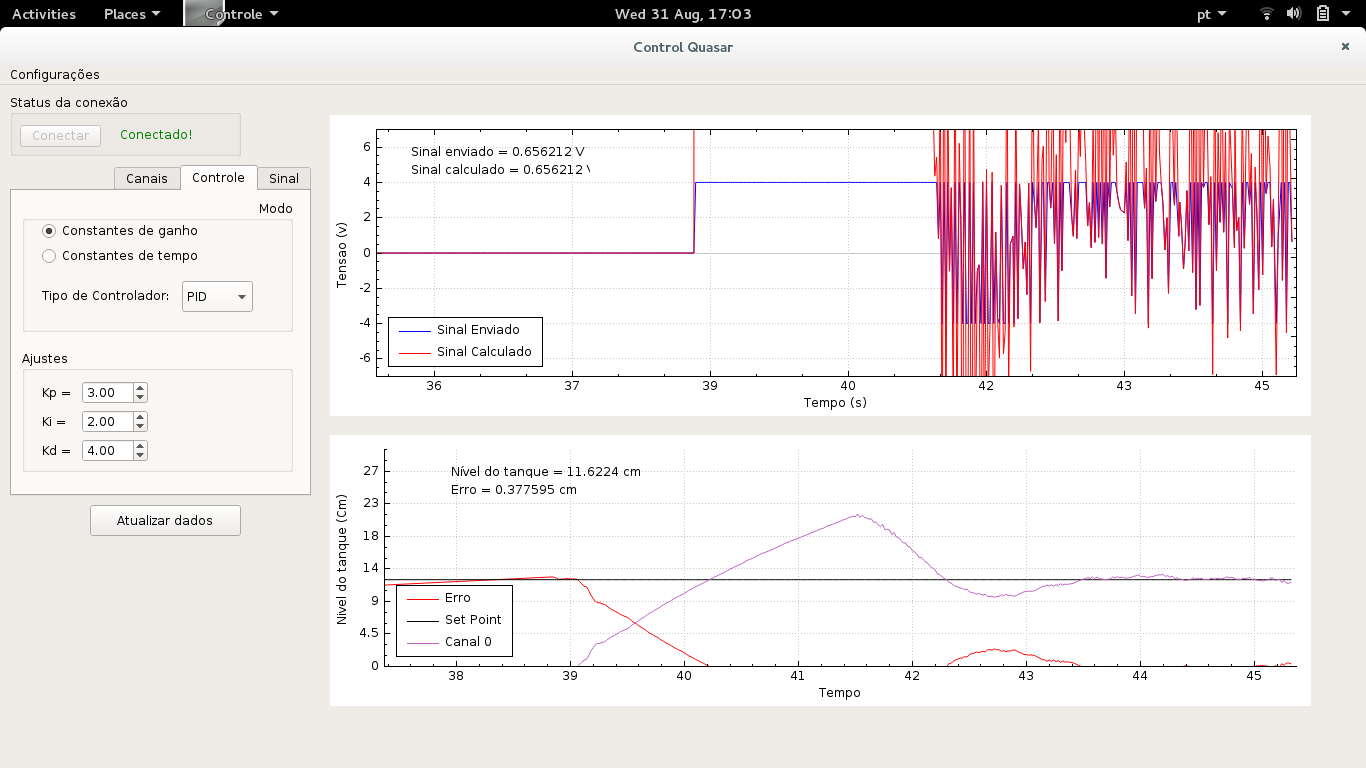 Activities Places Controle Wed 31 Aug, 17:03 pt
Control Quasar ×
Configurações
Status da conexão
Conectar Conectado!
Canais Controle Sinal
Modo
Constantes de ganho
Constantes de tempo
Tipo de Controlador: PID
Ajustes
Kp = 3.00
Ki = 2.00
Kd = 4.00
Atualizar dados
Sinal enviado = 0.656212 V
Sinal calculado = 0.656212 V
Tensao (v)
6
4
2
0
-2
-4
-6
Sinal Enviado
Sinal Calculado
36 37 39 40 42 43 45
Tempo (s)
Nível do tanque = 11.6224 cm
Erro = 0.377595 cm
Nivel do tanque (Cm)
27
23
18
14
9
4.5
0
Erro
Set Point
Canal 0
38 39 40 41 42 43 44 45
Tempo